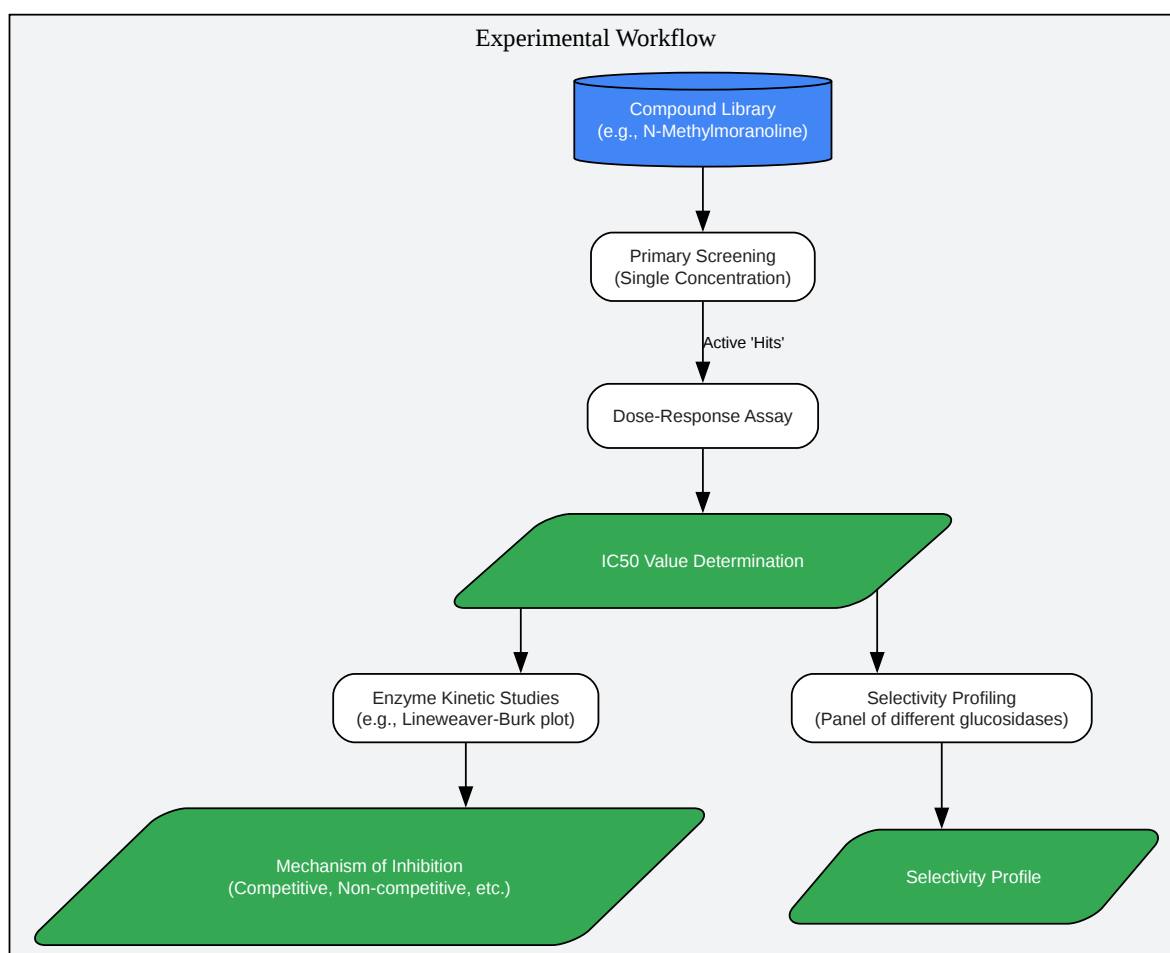 Experimental Workflow
Compound Library
(e.g., N-Methylmoranoline)
Primary Screening
(Single Concentration)
Active 'Hits'
Dose-Response Assay
IC50 Value Determination
Enzyme Kinetic Studies
(e.g., Lineweaver-Burk plot)
Selectivity Profiling
(Panel of different glucosidases)
Mechanism of Inhibition
(Competitive, Non-competitive, etc.)
Selectivity Profile